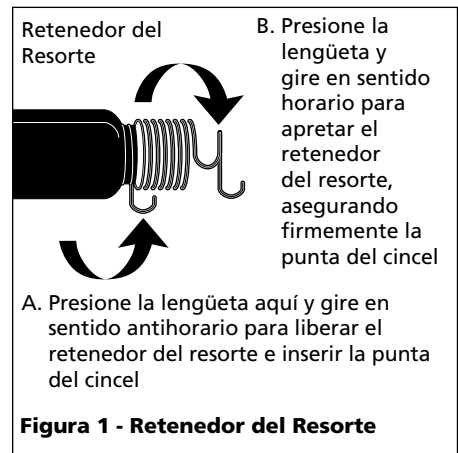 Retenedor del
Resorte
B. Presione la
lengüeta y
gire en sentido
horario para
apretar el
retenedor
del resorte,
asegurando
firmemente la
punta del cincel
A. Presione la lengüeta aquí y gire en
sentido antihorario para liberar el
retenedor del resorte e inserir la punta
del cincel
Figura 1 - Retenedor del Resorte